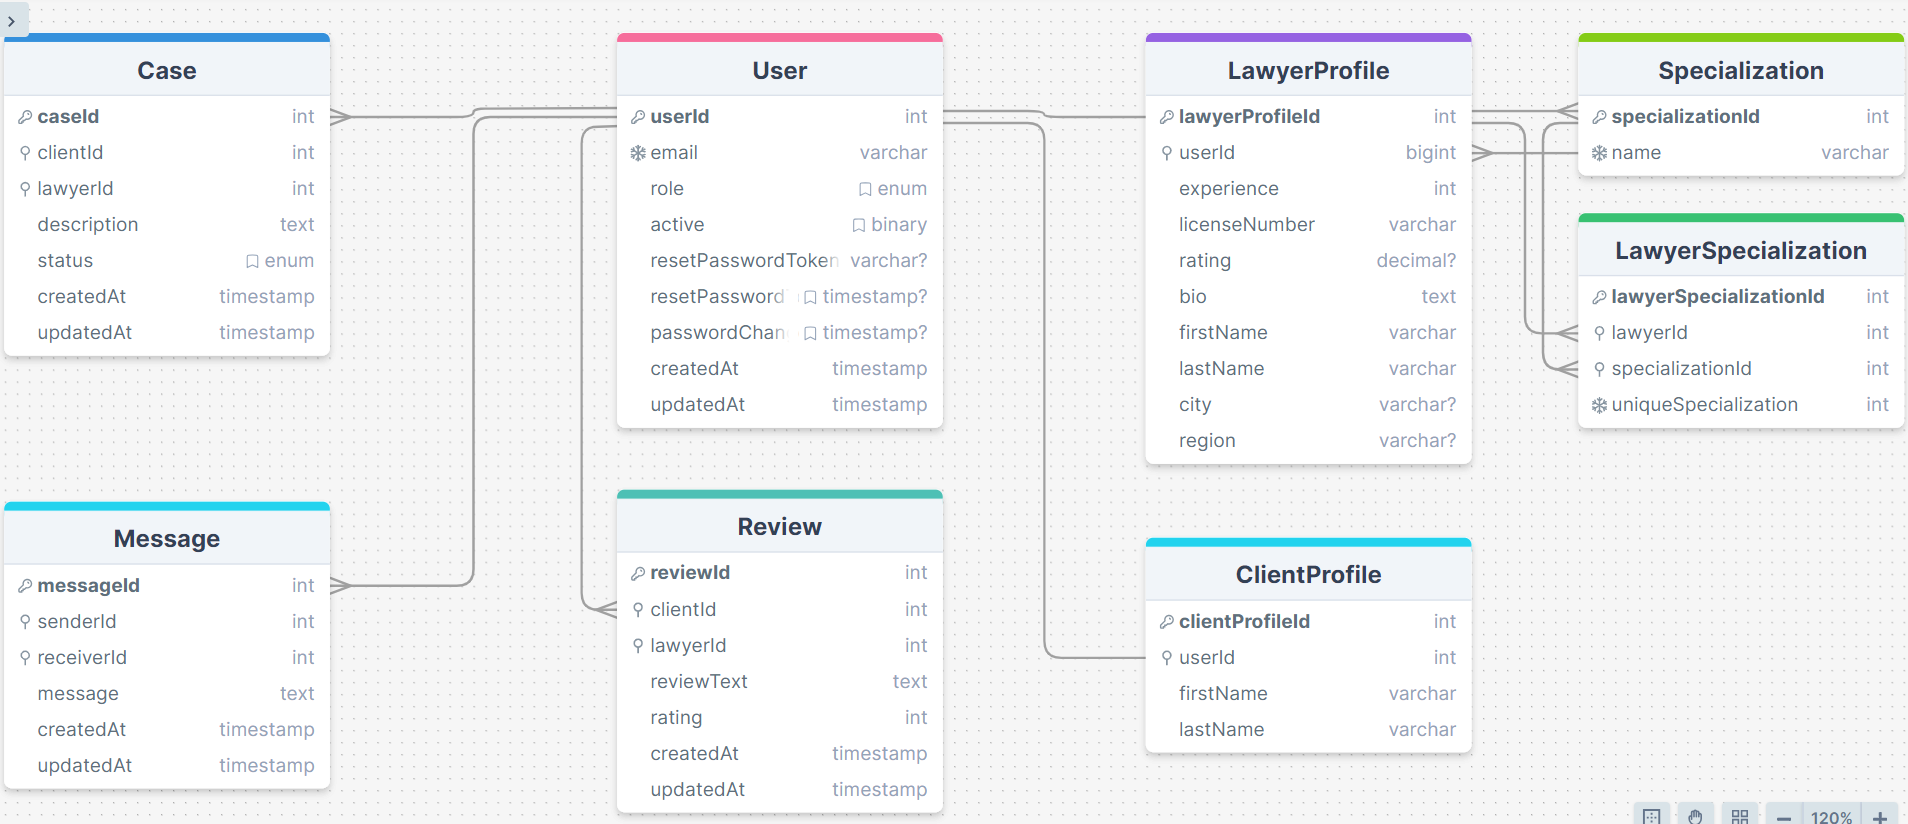 Case
caseId int
clientId int
lawyerId int
description text
status enum
createdAt timestamp
updatedAt timestamp
User
userId int
email varchar
role enum
active binary
resetPasswordToken varchar?
resetPassword timestamp?
passwordChan timestamp?
createdAt timestamp
updatedAt timestamp
LawyerProfile
lawyerProfileId int
userId bigint
experience int
licenseNumber varchar
rating decimal?
bio text
firstName varchar
lastName varchar
city varchar?
region varchar?
Specialization
specializationId int
name varchar
LawyerSpecialization
lawyerSpecializationId int
lawyerId int
specializationId int
uniqueSpecialization int
Message
messageId int
senderId int
receiverId int
message text
createdAt timestamp
updatedAt timestamp
Review
reviewId int
clientId int
lawyerId int
reviewText text
rating int
createdAt timestamp
updatedAt timestamp
ClientProfile
clientProfileId int
userId int
firstName varchar
lastName varchar
120%